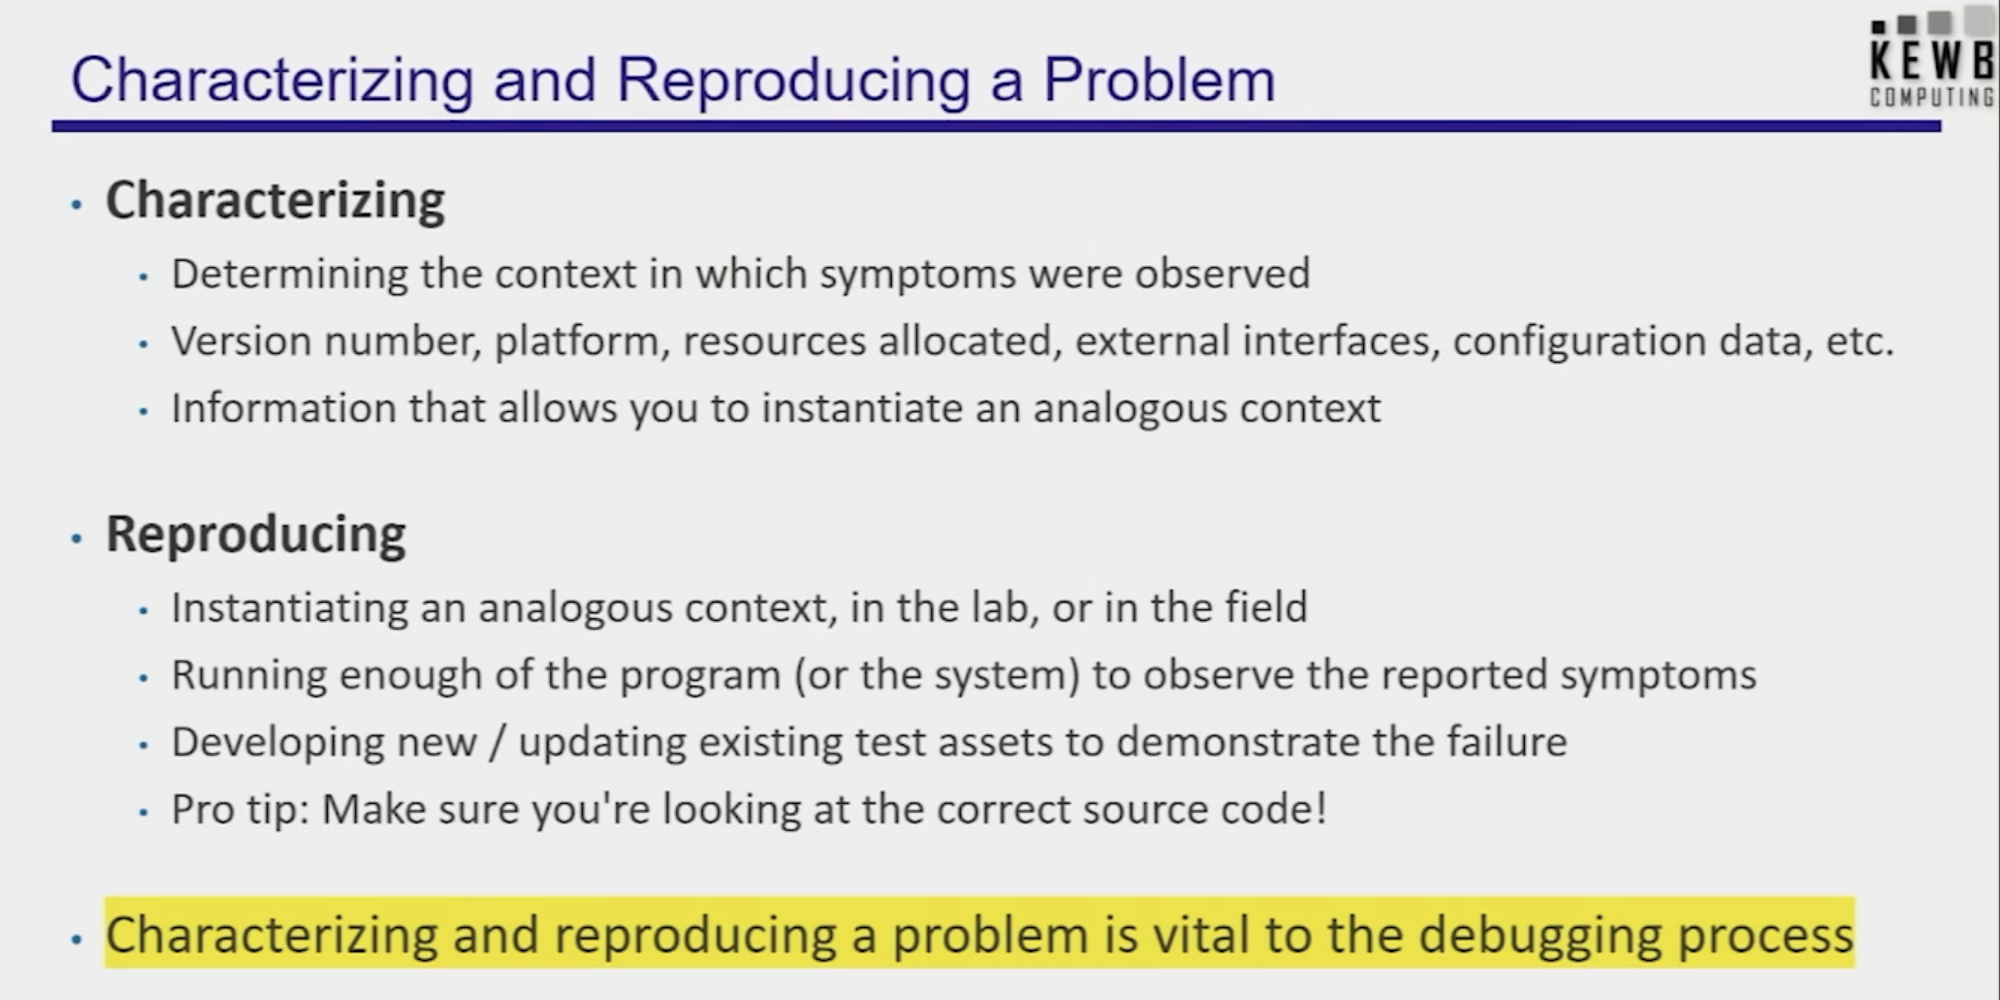 Characterizing and Reproducing a Problem
KEWB
COMPUTING
• Characterizing
• Determining the context in which symptoms were observed
• Version number, platform, resources allocated, external interfaces, configuration data, etc.
• Information that allows you to instantiate an analogous context
• Reproducing
• Instantiating an analogous context, in the lab, or in the field
• Running enough of the program (or the system) to observe the reported symptoms
• Developing new / updating existing test assets to demonstrate the failure
• Pro tip: Make sure you're looking at the correct source code!
• Characterizing and reproducing a problem is vital to the debugging process